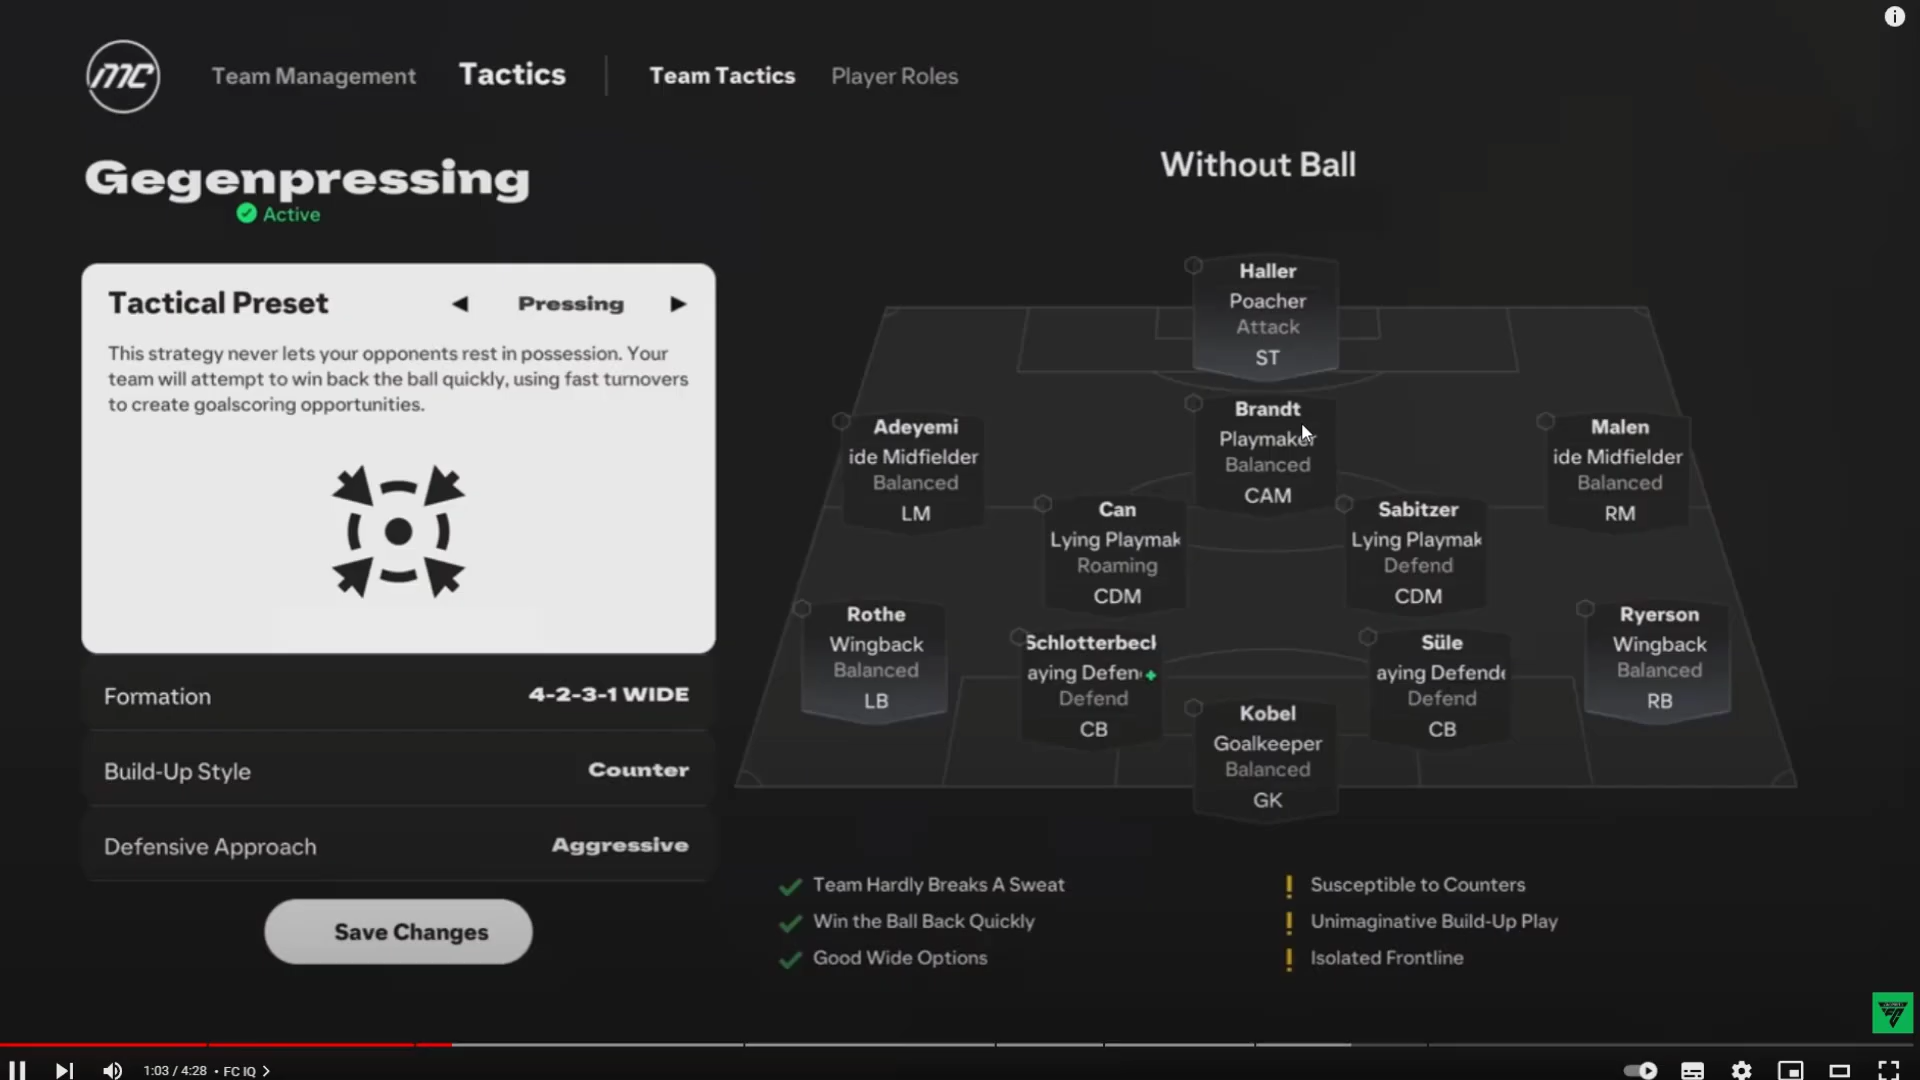 MC
Team Management
Tactics
Team Tactics
Player Roles
Gegenpressing
Active
Without Ball
Tactical Preset
Pressing
This strategy never lets your opponents rest in possession. Your
team will attempt to win back the ball quickly, using fast turnovers
to create goalscoring opportunities.
Formation
4-2-3-1 WIDE
Build-Up Style
Counter
Defensive Approach
Aggressive
Save Changes
Haller
Poacher
Attack
ST
Brandt
Playmaker
Balanced
CAM
Adeyemi
ide Midfielder
Balanced
LM
Malen
ide Midfielder
Balanced
RM
Can
Lying Playmak
Roaming
CDM
Sabitzer
Lying Playmak
Defend
CDM
Rothe
Wingback
Balanced
LB
Schlotterbeck
aying Defen
Defend
CB
Süle
aying Defende
Defend
CB
Ryerson
Wingback
Balanced
RB
Kobel
Goalkeeper
Balanced
GK
Team Hardly Breaks A Sweat
Win the Ball Back Quickly
Good Wide Options
! Susceptible to Counters
! Unimaginative Build-Up Play
! Isolated Frontline
1:03 / 4:28 • FC IQ >